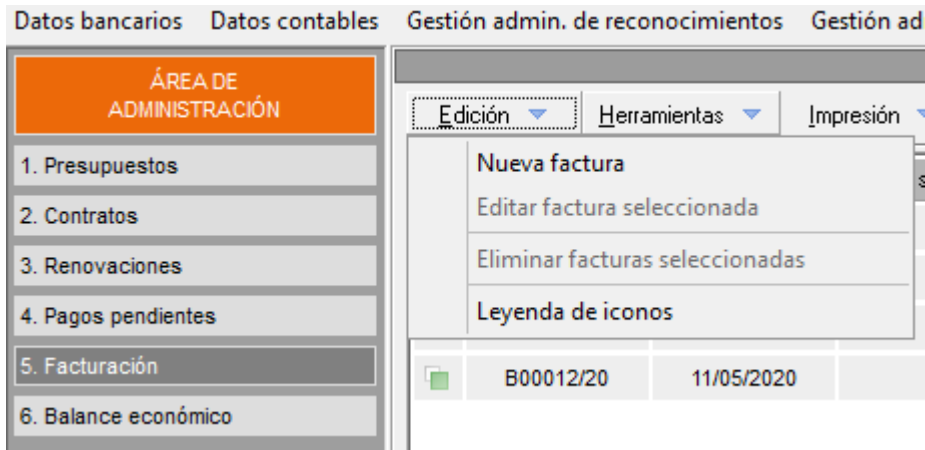 Datos bancarios Datos contables Gestión admin. de reconocimientos Gestión ad
ÁREA DE
ADMINISTRACIÓN
1. Presupuestos
2. Contratos
3. Renovaciones
4. Pagos pendientes
5. Facturación
6. Balance económico
Edición Herramientas Impresión
Nueva factura
Editar factura seleccionada
Eliminar facturas seleccionadas
Leyenda de iconos
B00012/20 11/05/2020